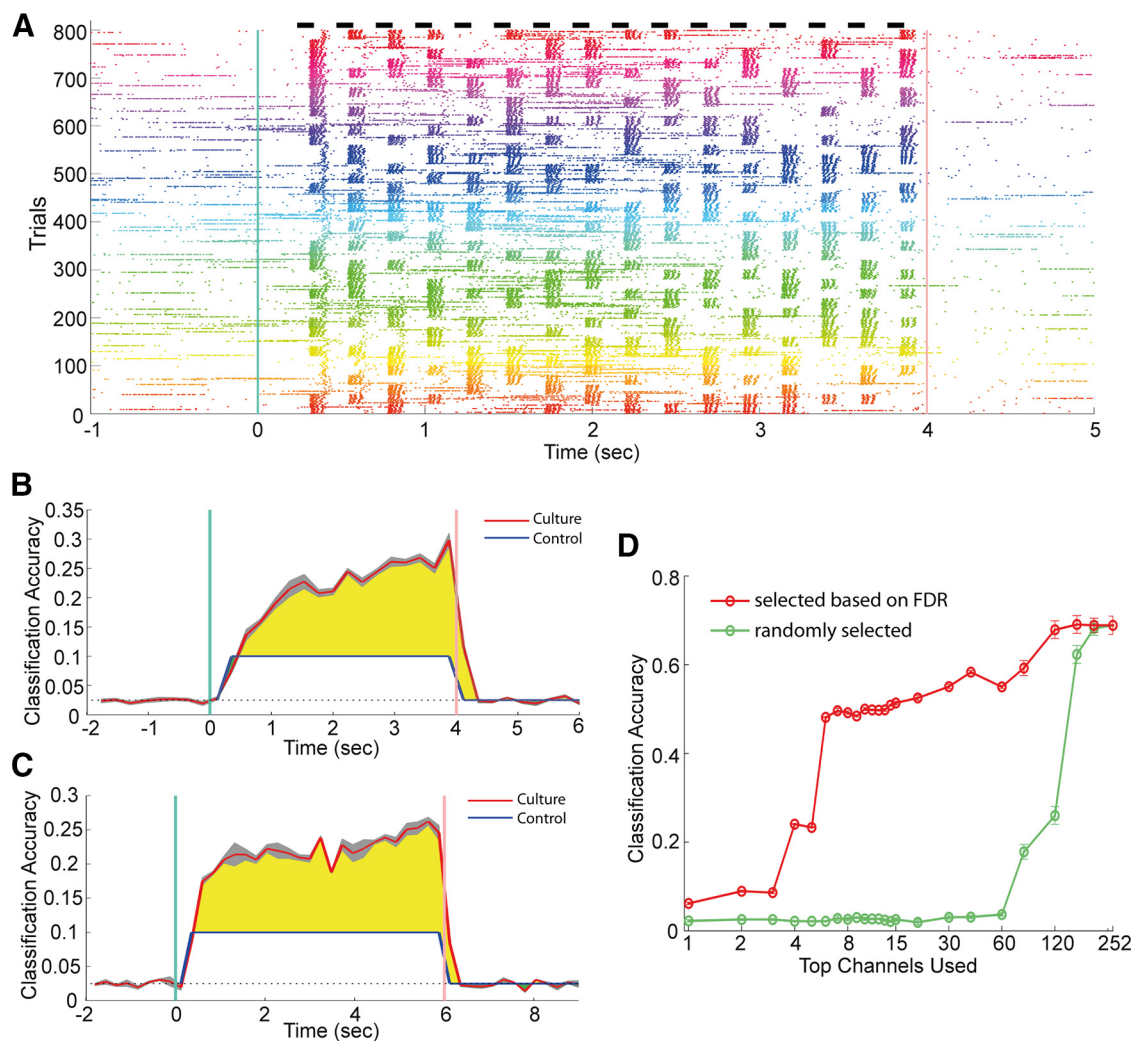 A
800
700
600
500
400
300
200
100
0
Trials
-1 0 1 2 3 4 5
Time (sec)
B
0.35
0.3
0.25
0.2
0.15
0.1
0.05
0
Classification Accuracy
Culture
Control
-2 -1 0 1 2 3 4 5 6
Time (sec)
C
0.3
0.25
0.2
0.15
0.1
0.05
0
Classification Accuracy
Culture
Control
-2 0 2 4 6 8
Time (sec)
D
0.8
0.6
0.4
0.2
0
Classification Accuracy
selected based on FDR
randomly selected
1 2 4 8 15 30 60 120 252
Top Channels Used